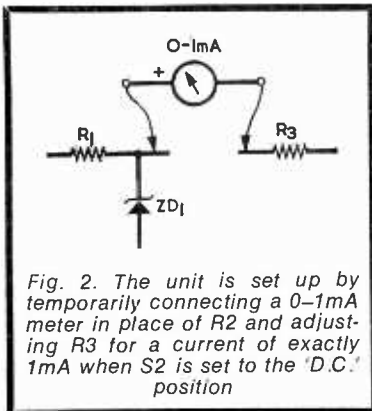 0-1mA
+
R1
R3
ZD1
Fig. 2. The unit is set up by
temporarily connecting a 0–1mA
meter in place of R2 and adjust-
ing R3 for a current of exactly
1mA when S2 is set to the 'D.C.'
position